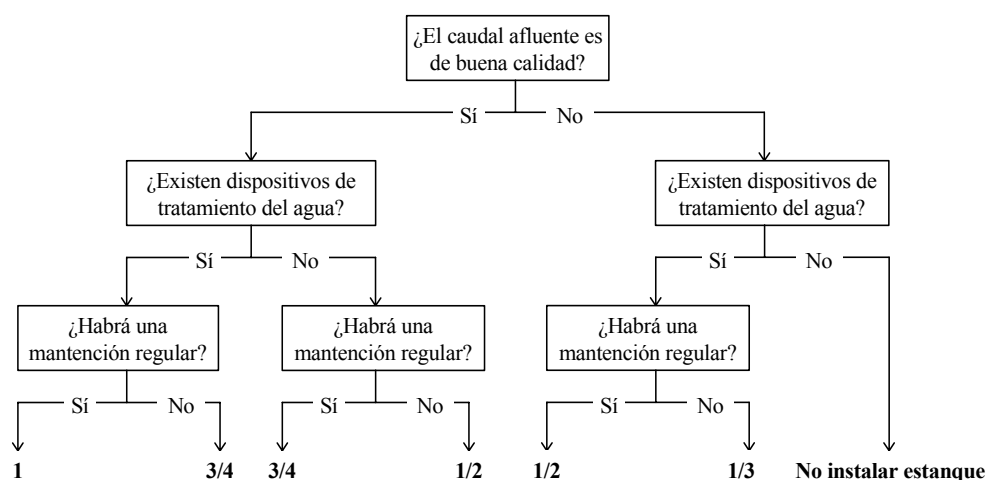 ¿El caudal afluente es
de buena calidad?
Sí No
¿Existen dispositivos de
tratamiento del agua?
¿Existen dispositivos de
tratamiento del agua?
Sí No
Sí No
¿Habrá una
mantención regular?
¿Habrá una
mantención regular?
¿Habrá una
mantención regular?
Sí No
Sí No
Sí No
1 3/4 3/4 1/2 1/2 1/3 No instalar estanque